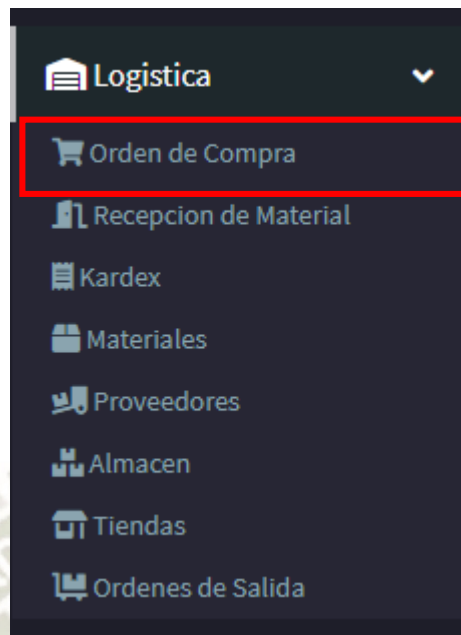 Logistica
Orden de Compra
Recepcion de Material
Kardex
Materiales
Proveedores
Almacen
Tiendas
Ordenes de Salida